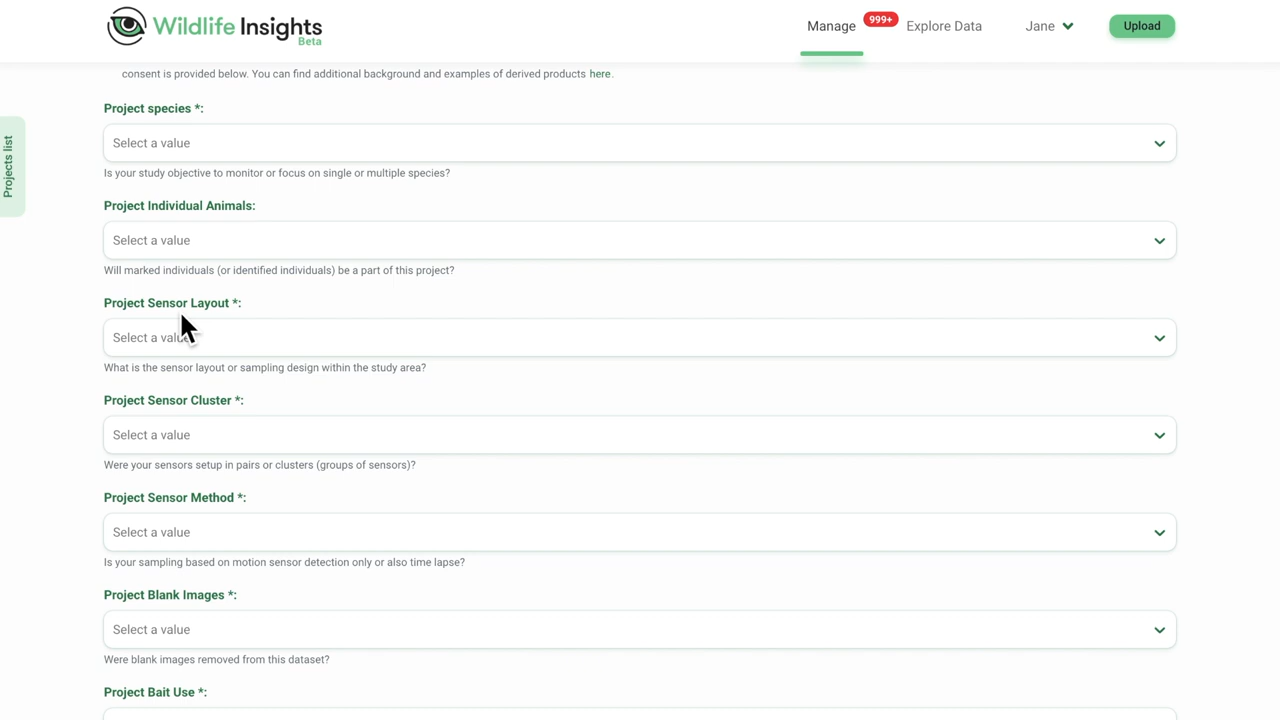 Wildlife Insights
Beta
Manage
999+
Explore Data
Jane
Upload
consent is provided below. You can find additional background and examples of derived products here.
Projects list
Project species *:
Select a value
Is your study objective to monitor or focus on single or multiple species?
Project Individual Animals:
Select a value
Will marked individuals (or identified individuals) be a part of this project?
Project Sensor Layout *:
Select a value
What is the sensor layout or sampling design within the study area?
Project Sensor Cluster *:
Select a value
Were your sensors setup in pairs or clusters (groups of sensors)?
Project Sensor Method *:
Select a value
Is your sampling based on motion sensor detection only or also time lapse?
Project Blank Images *:
Select a value
Were blank images removed from this dataset?
Project Bait Use *: